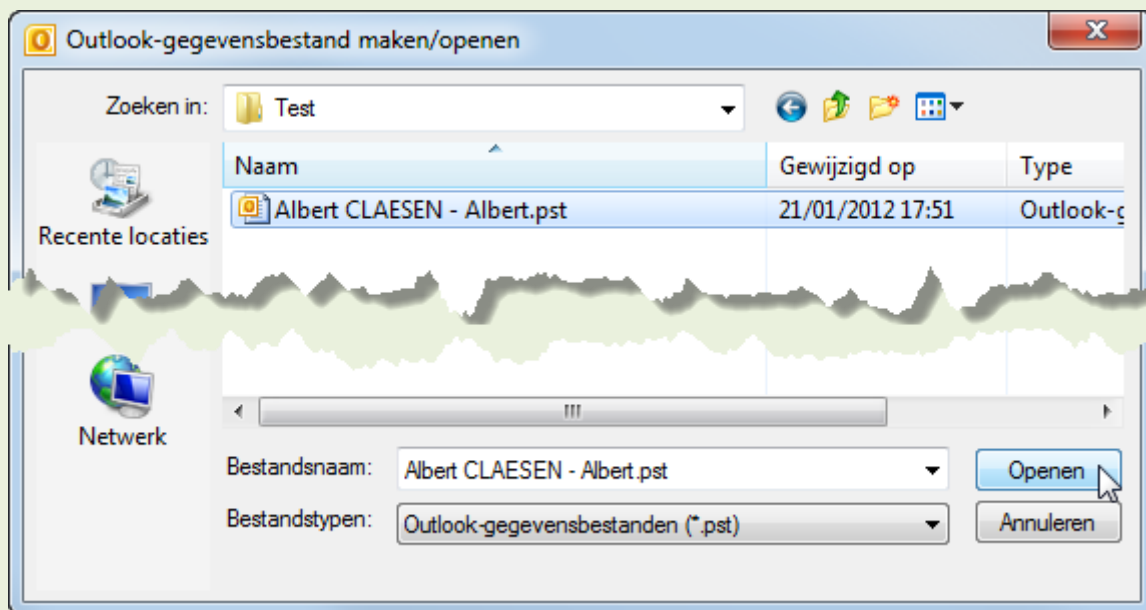 Outlook-gegevensbestand maken/openen
Zoeken in: Test
Naam Gewijzigd op Type
Albert CLAESEN - Albert.pst 21/01/2012 17:51 Outlook-g
Recente locaties
Netwerk
Bestandsnaam: Albert CLAESEN - Albert.pst Openen
Bestandstypen: Outlook-gegevensbestanden (*.pst) Annuleren